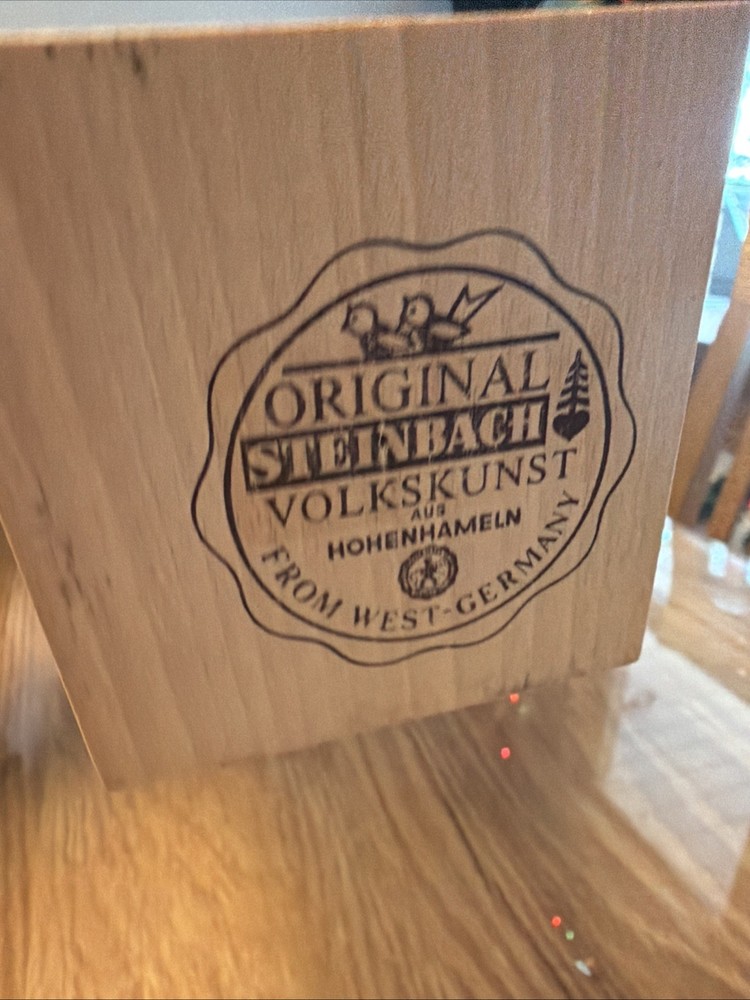 ORIGINAL
STEINBACH
VOLKSKUNST
AUS
HOHENHAMELN
FROM WEST-GERMANY